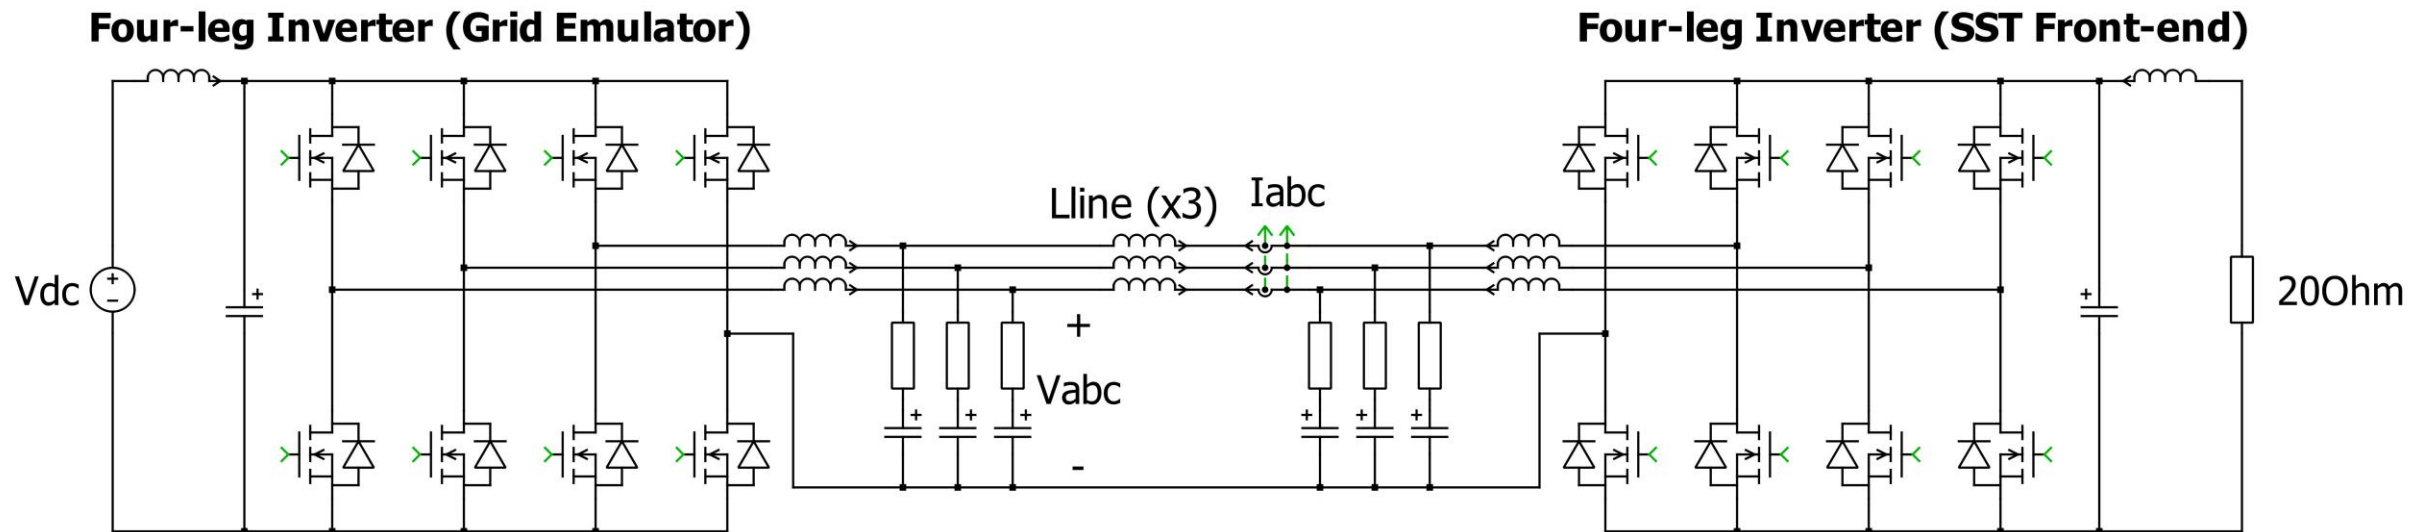 Four-leg Inverter (Grid Emulator)
Four-leg Inverter (SST Front-end)
Lline (x3)
Iabc
Vdc
+
−
+
+
Vabc
-
+
+
+
+
+
+
+
20Ohm